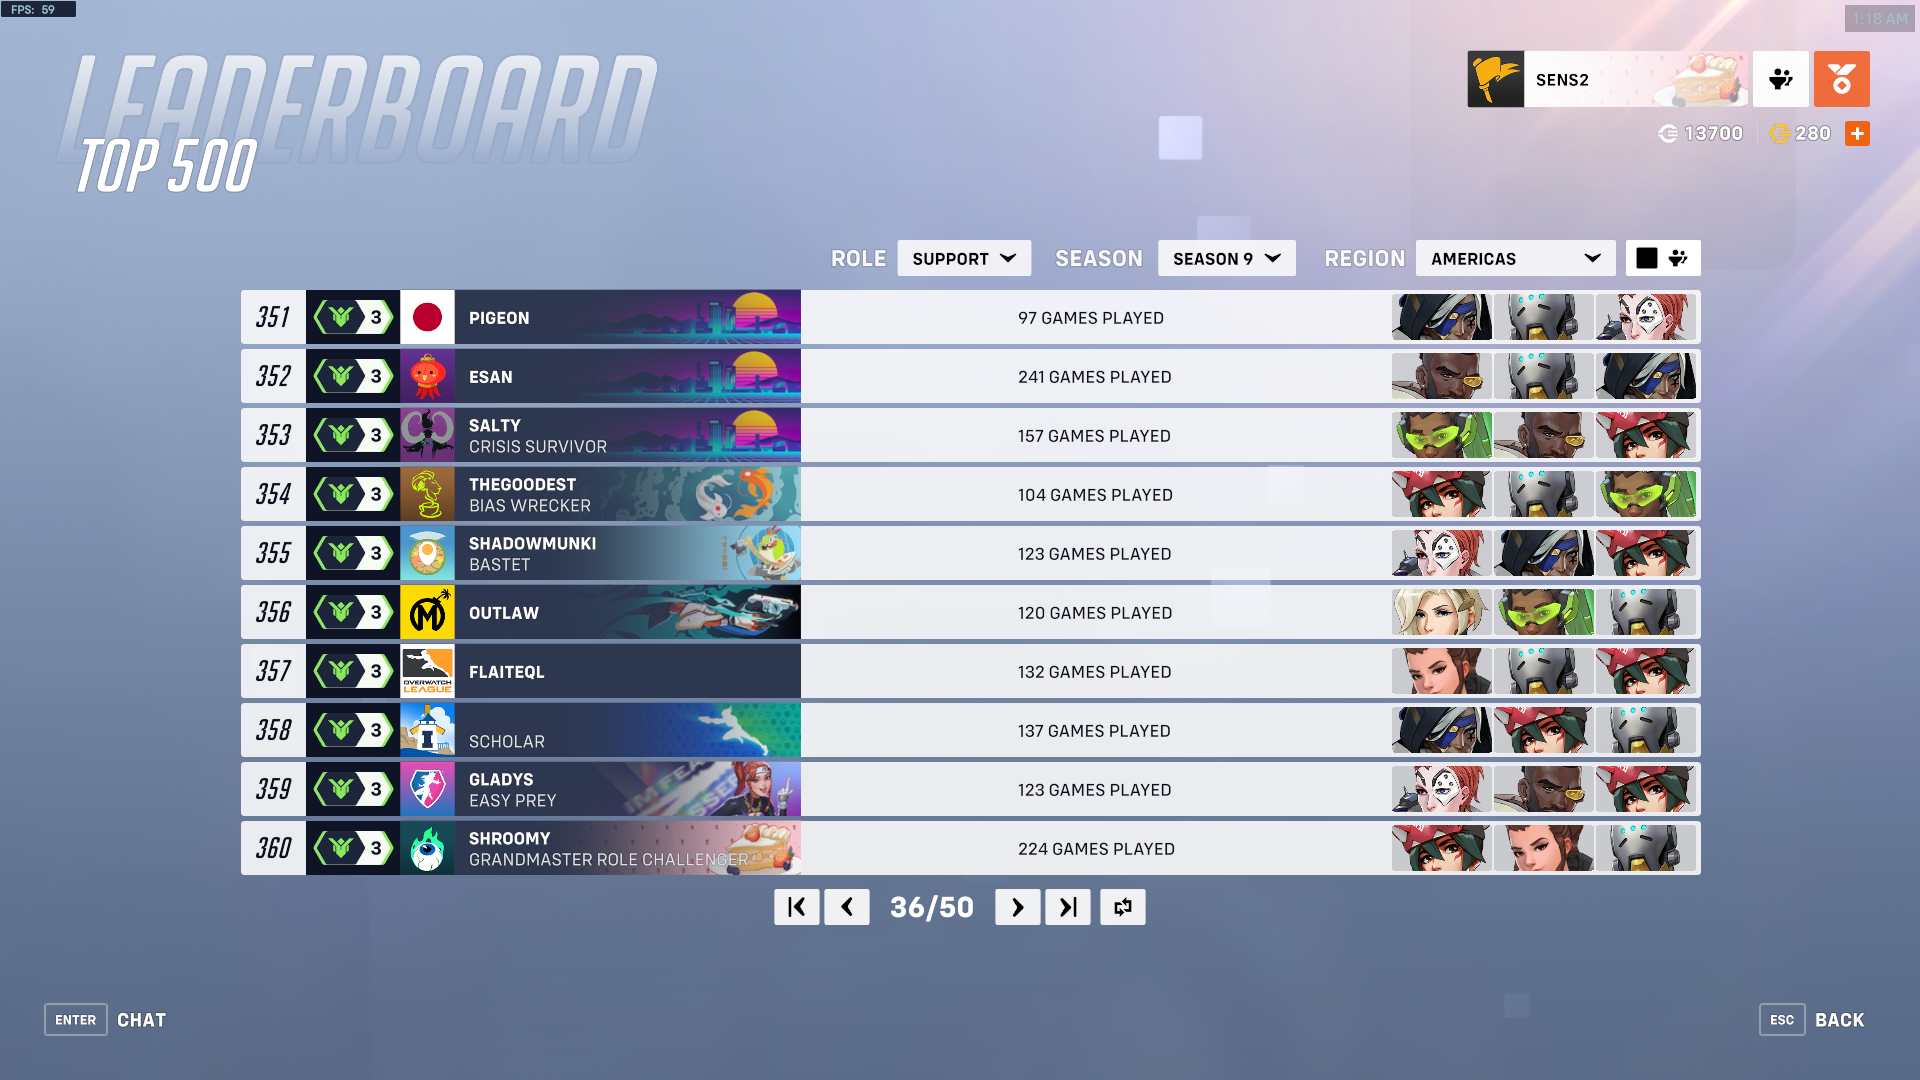 FPS: 59
1:18 AM
LEADERBOARD
TOP 500
SENS2
13700
280
ROLE SUPPORT SEASON SEASON 9 REGION AMERICAS
351 3 PIGEON 97 GAMES PLAYED
352 3 ESAN 241 GAMES PLAYED
353 3 SALTY
CRISIS SURVIVOR 157 GAMES PLAYED
354 3 THEGOODEST
BIAS WRECKER 104 GAMES PLAYED
355 3 SHADOWMUNKI
BASTET 123 GAMES PLAYED
356 3 OUTLAW 120 GAMES PLAYED
357 OVERWATCH LEAGUE 3 FLAITEQL 132 GAMES PLAYED
358 3 SCHOLAR 137 GAMES PLAYED
359 3 GLADYS
EASY PREY 123 GAMES PLAYED
360 3 SHROOMY
GRANDMASTER ROLE CHALLENGER 224 GAMES PLAYED
36/50
ENTER CHAT
ESC BACK